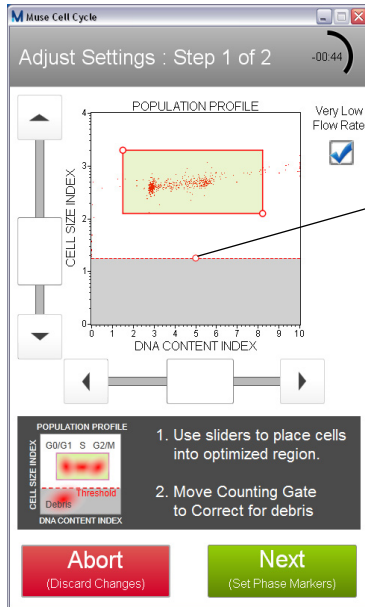 Muse Cell Cycle
Adjust Settings : Step 1 of 2
-00:44
POPULATION PROFILE
Very Low
Flow Rate
CELL SIZE INDEX
4
3
2
1
0
0 1 2 3 4 5 6 7 8 9 10
DNA CONTENT INDEX
POPULATION PROFILE
CELL SIZE INDEX
G0/G1 S G2/M
Threshold
Debris
DNA CONTENT INDEX
1. Use sliders to place cells
into optimized region.
2. Move Counting Gate
to Correct for debris
Abort
(Discard Changes)
Next
(Set Phase Markers)